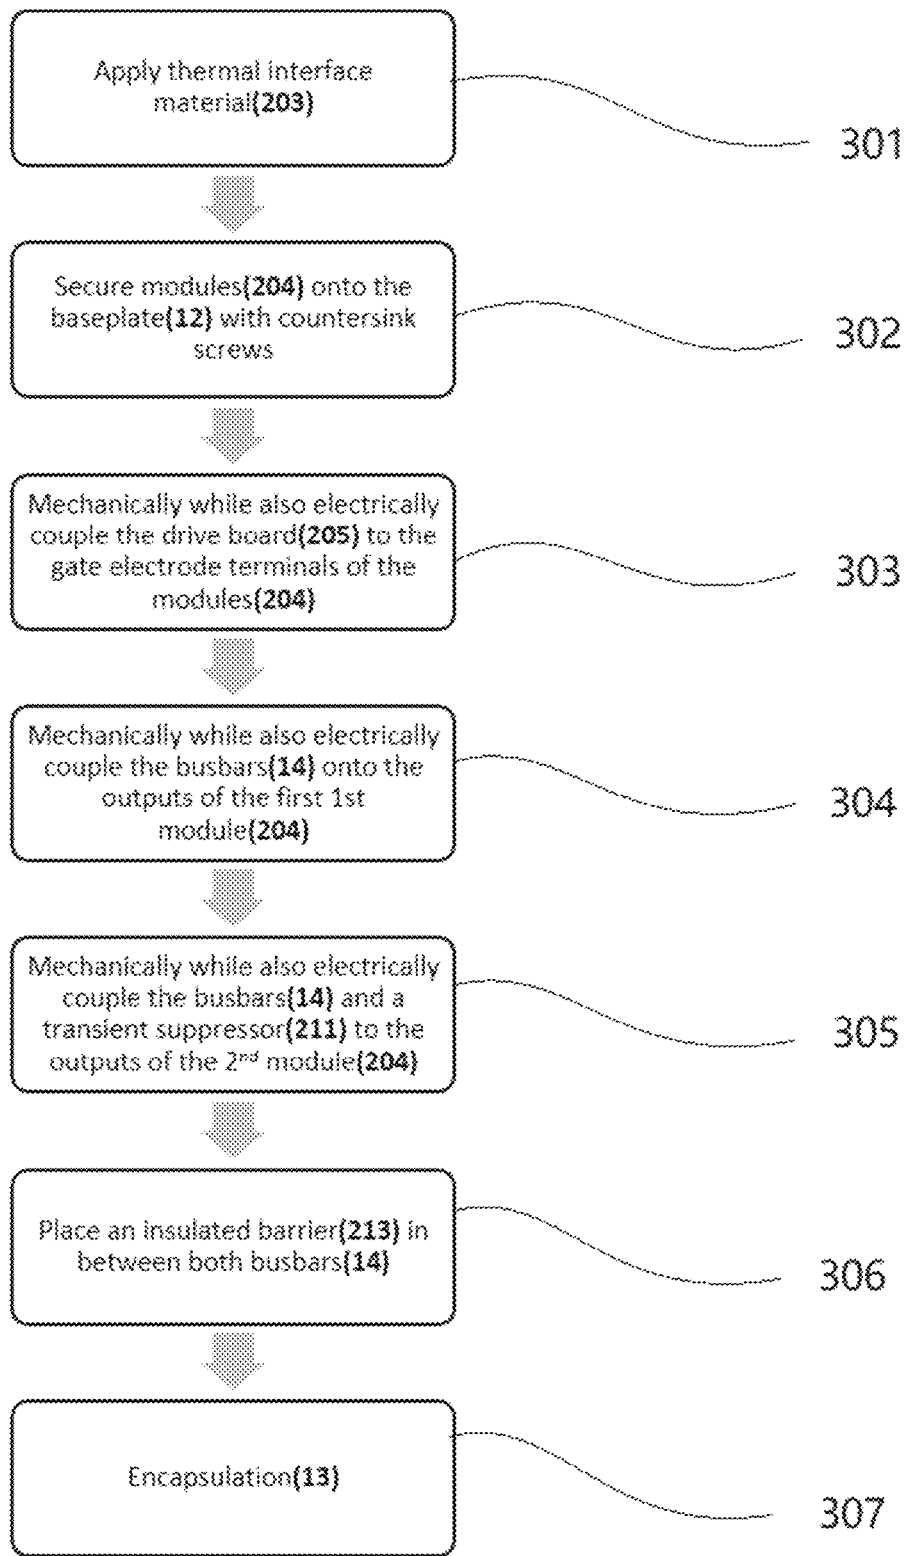 Apply thermal interface
material(203)
301
Secure modules(204) onto the
baseplate(12) with countersink
screws
302
Mechanically while also electrically
couple the drive board(205) to the
gate electrode terminals of the
modules(204)
303
Mechanically while also electrically
couple the busbars(14) onto the
outputs of the first 1st
module(204)
304
Mechanically while also electrically
couple the busbars(14) and a
transient suppressor(211) to the
outputs of the 2nd module(204)
305
Place an insulated barrier(213) in
between both busbars(14)
306
Encapsulation(13)
307